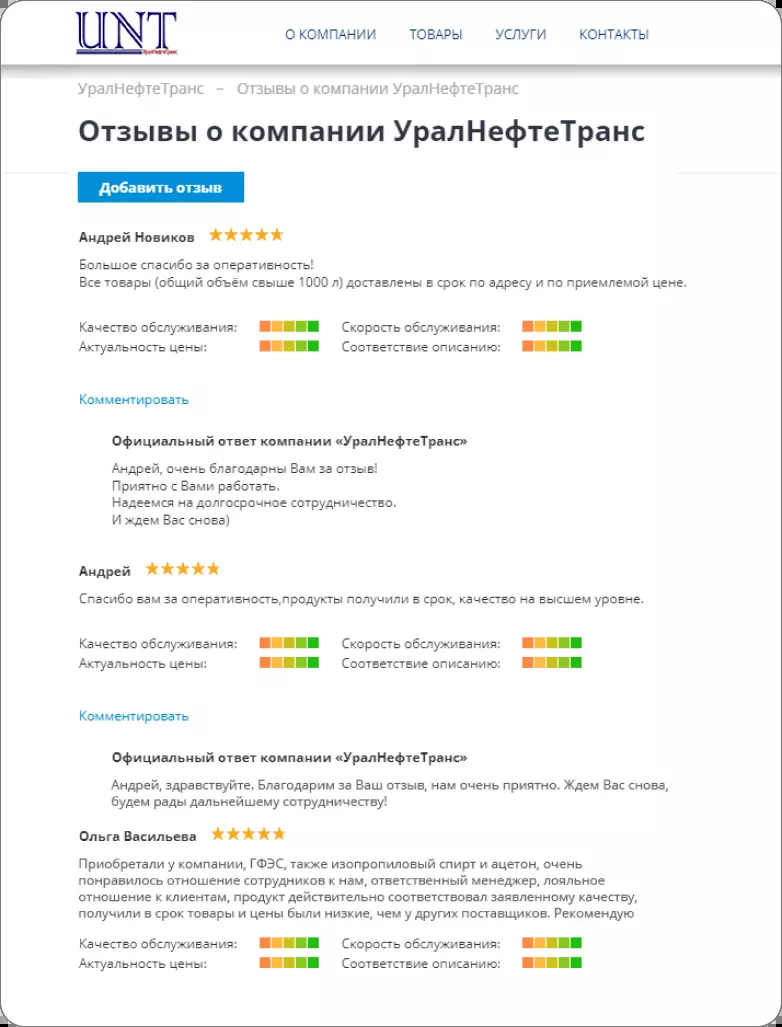 UNT
УралНефтеТранс
О КОМПАНИИ ТОВАРЫ УСЛУГИ КОНТАКТЫ
УралНефтеТранс – Отзывы о компании УралНефтеТранс
Отзывы о компании УралНефтеТранс
Добавить отзыв
Андрей Новиков
Большое спасибо за оперативность!
Все товары (общий объём свыше 1000 л) доставлены в срок по адресу и по приемлемой цене.
Качество обслуживания: Скорость обслуживания:
Актуальность цены: Соответствие описанию:
Комментировать
Официальный ответ компании «УралНефтеТранс»
Андрей, очень благодарны Вам за отзыв!
Приятно с Вами работать.
Надеемся на долгосрочное сотрудничество.
И ждем Вас снова)
Андрей
Спасибо вам за оперативность,продукты получили в срок, качество на высшем уровне.
Качество обслуживания: Скорость обслуживания:
Актуальность цены: Соответствие описанию:
Комментировать
Официальный ответ компании «УралНефтеТранс»
Андрей, здравствуйте. Благодарим за Ваш отзыв, нам очень приятно. Ждем Вас снова,
будем рады дальнейшему сотрудничеству!
Ольга Васильева
Приобретали у компании, ГФЭС, также изопропиловый спирт и ацетон, очень
понравилось отношение сотрудников к нам, ответственный менеджер, лояльное
отношение к клиентам, продукт действительно соответствовал заявленному качеству,
получили в срок товары и цены были низкие, чем у других поставщиков. Рекомендую
Качество обслуживания: Скорость обслуживания:
Актуальность цены: Соответствие описанию: